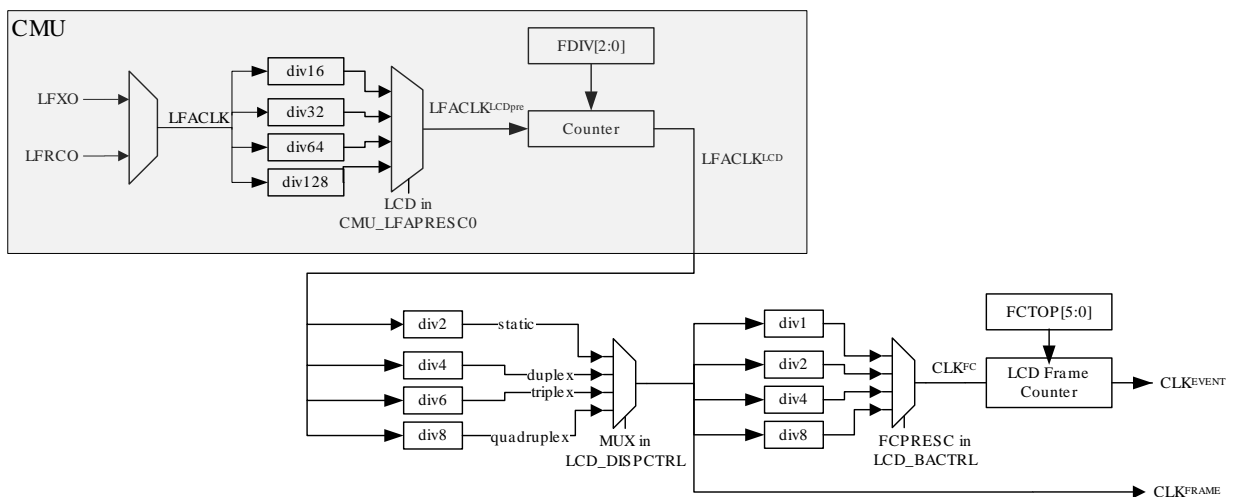 CMU
FDIV[2:0]
div16
LFXO
LFACLK
LFACLKLCDpre
div32
Counter
div64
LFRCO
LFACLKLCD
div128
LCD in
CMU_LFAPRESC0
div2
static
div1
FCTOP[5:0]
div4
duplex
div2
CLKFC
LCD Frame
Counter
CLKEVENT
div6
triplex
div4
div8
quadruplex
div8
MUX in
LCD_DISPCTRL
FCPRESC in
LCD_BACTRL
CLKFRAME